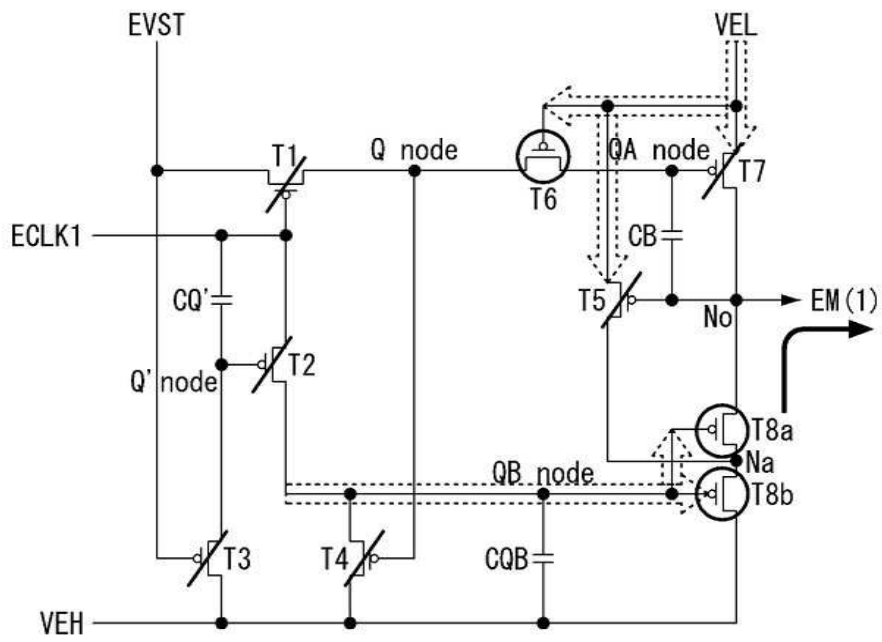 EVST
VEL
T1
Q node
T6
QA node
T7
ECLK1
CQ'
CB
T5
No
EM(1)
Q' node
T2
T8a
Na
QB node
T8b
T3
T4
CQB
VEH